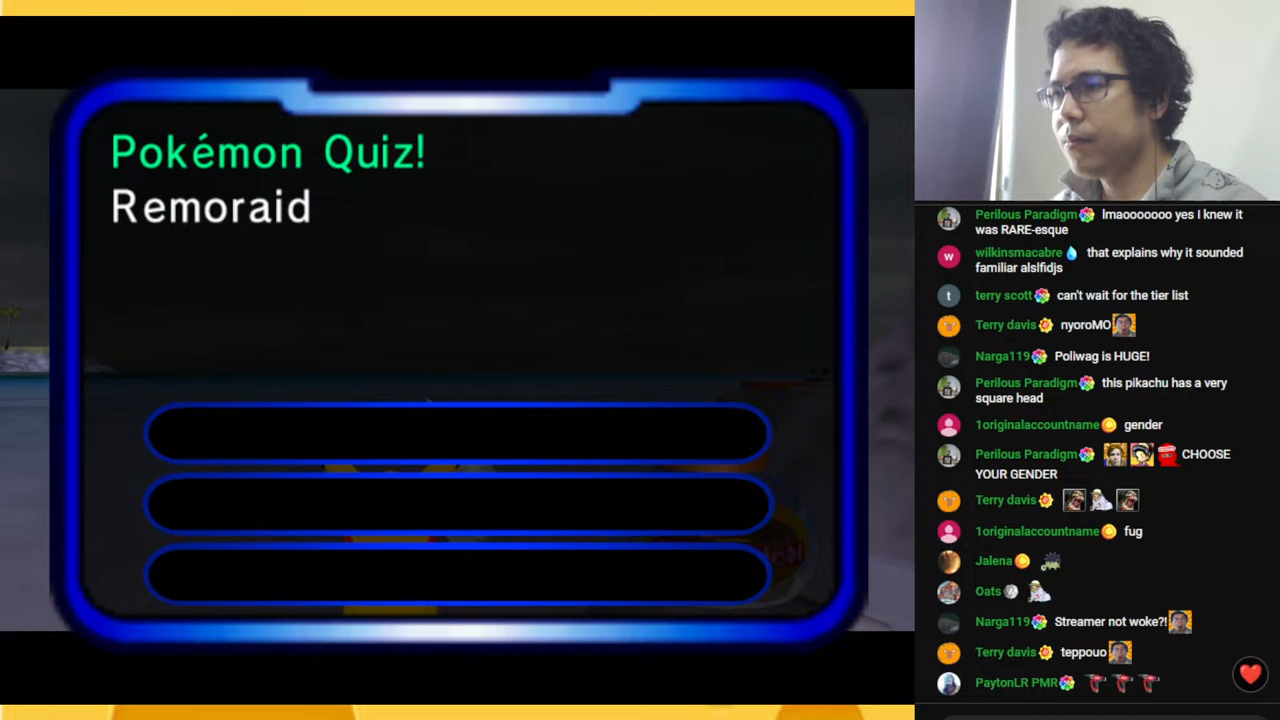 Pokémon Quiz!
Remoraid
Perilous Paradigm lmaooooooo yes I knew it
was RARE-esque
wilkinsmacabre that explains why it sounded
familiar alslfidjs
terry scott can't wait for the tier list
Terry davis nyoroMO
Narga119 Poliwag is HUGE!
Perilous Paradigm this pikachu has a very
square head
1originalaccountname gender
Perilous Paradigm CHOOSE
YOUR GENDER
Terry davis
1originalaccountname fug
Jalena
Oats
Narga119 Streamer not woke?!
Terry davis teppouo
PaytonLR PMR